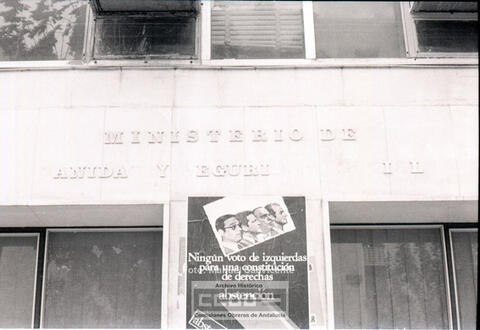 MINISTERIO DE
ANIDA Y EGURI I L
Ningún voto de izquierdas
para una constitución
de derechas
Archivo Histórico
abstención
Comisiones Obreras de Andalucía